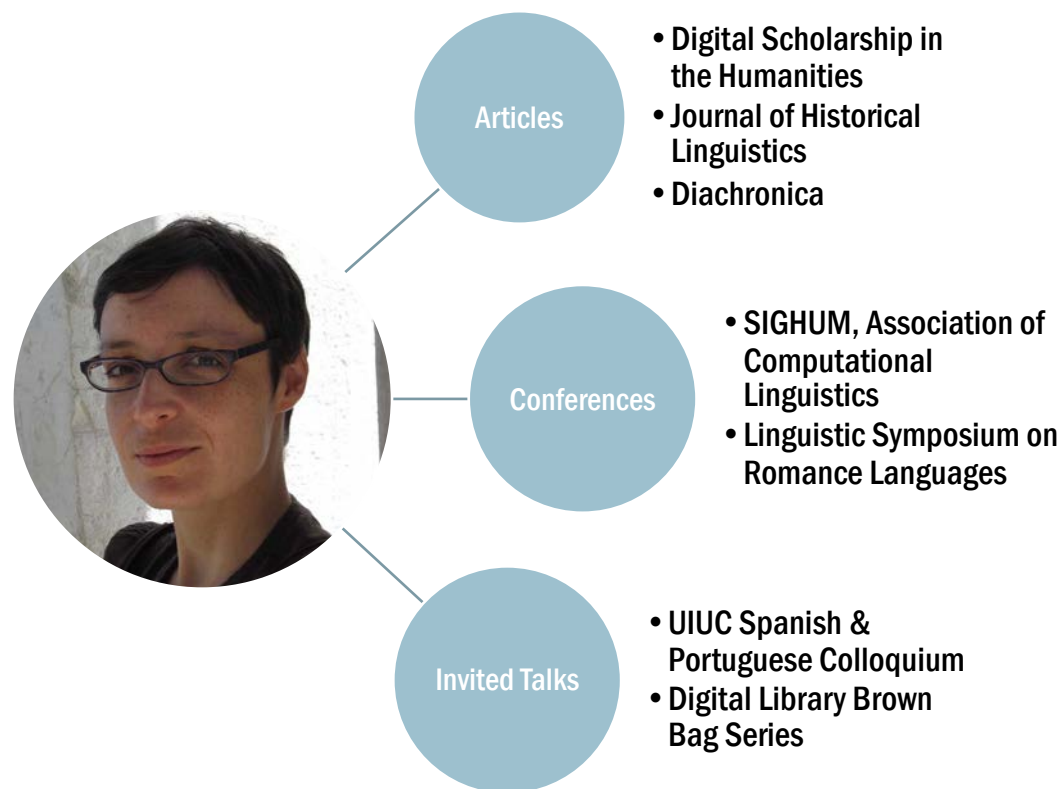 Articles
• Digital Scholarship in
the Humanities
• Journal of Historical
Linguistics
• Diachronica
Conferences
• SIGHUM, Association of
Computational
Linguistics
• Linguistic Symposium on
Romance Languages
Invited Talks
• UIUC Spanish &
Portuguese Colloquium
• Digital Library Brown
Bag Series